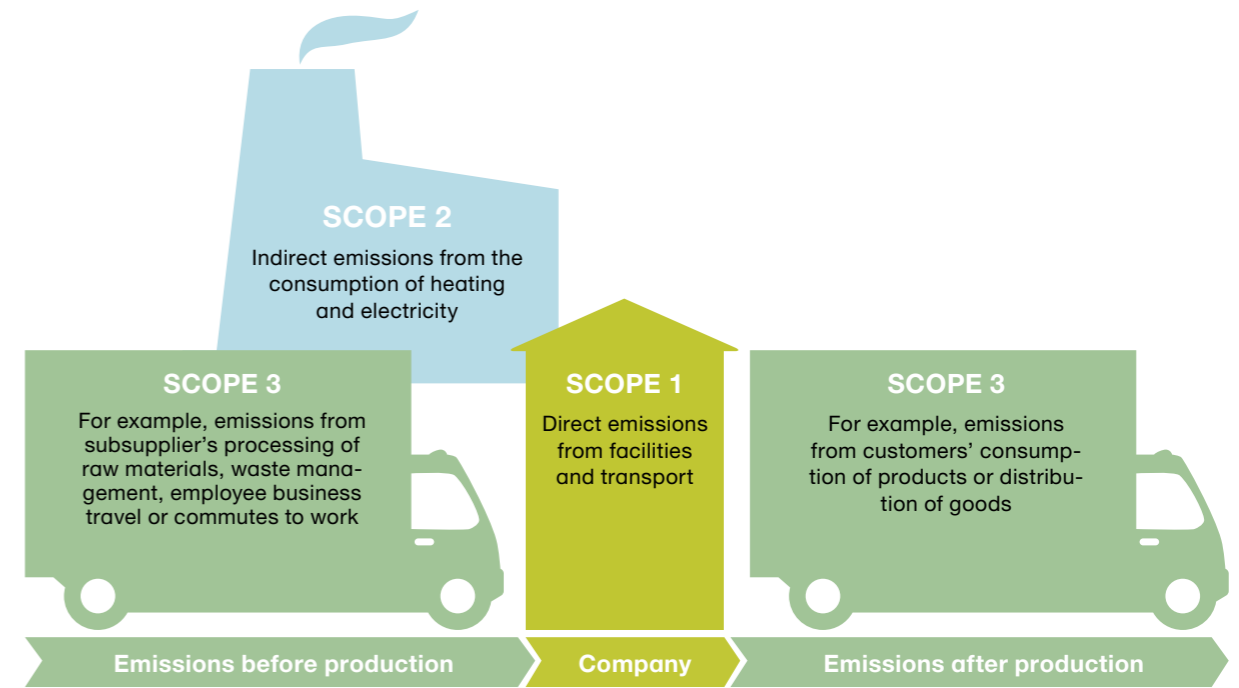 SCOPE 2
Indirect emissions from the
consumption of heating
and electricity
SCOPE 3
For example, emissions from
subsupplier's processing of
raw materials, waste mana-
gement, employee business
travel or commutes to work
SCOPE 1
Direct emissions
from facilities
and transport
SCOPE 3
For example, emissions
from customers' consump-
tion of products or distribu-
tion of goods
Emissions before production
Company
Emissions after production